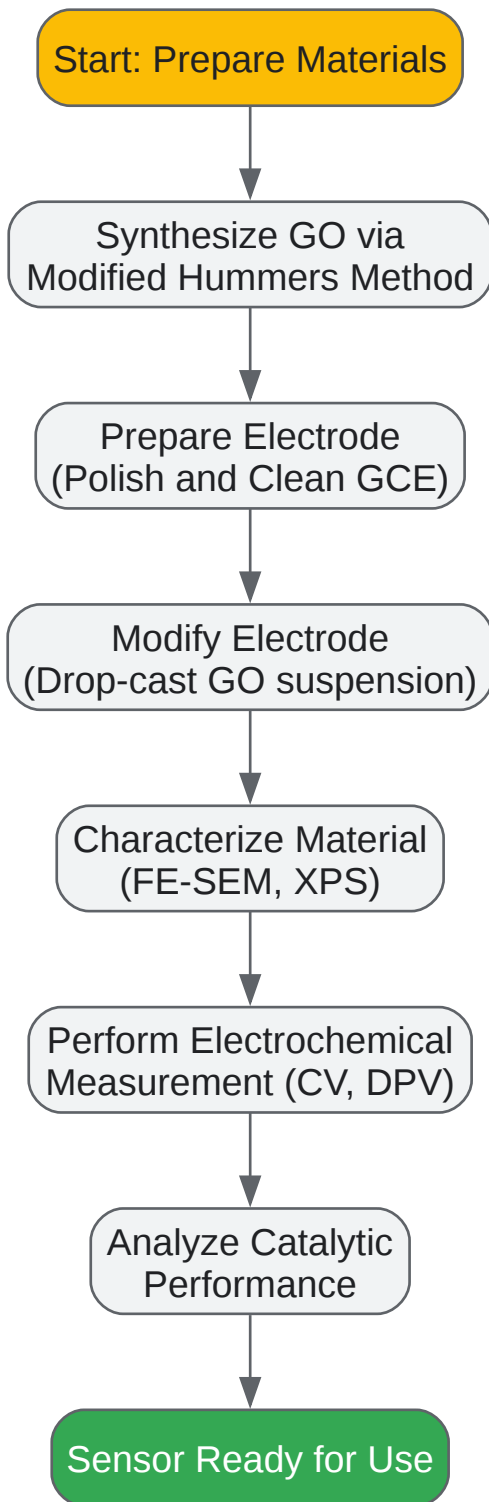 Start: Prepare Materials
Synthesize GO via
Modified Hummers Method
Prepare Electrode
(Polish and Clean GCE)
Modify Electrode
(Drop-cast GO suspension)
Characterize Material
(FE-SEM, XPS)
Perform Electrochemical
Measurement (CV, DPV)
Analyze Catalytic
Performance
Sensor Ready for Use